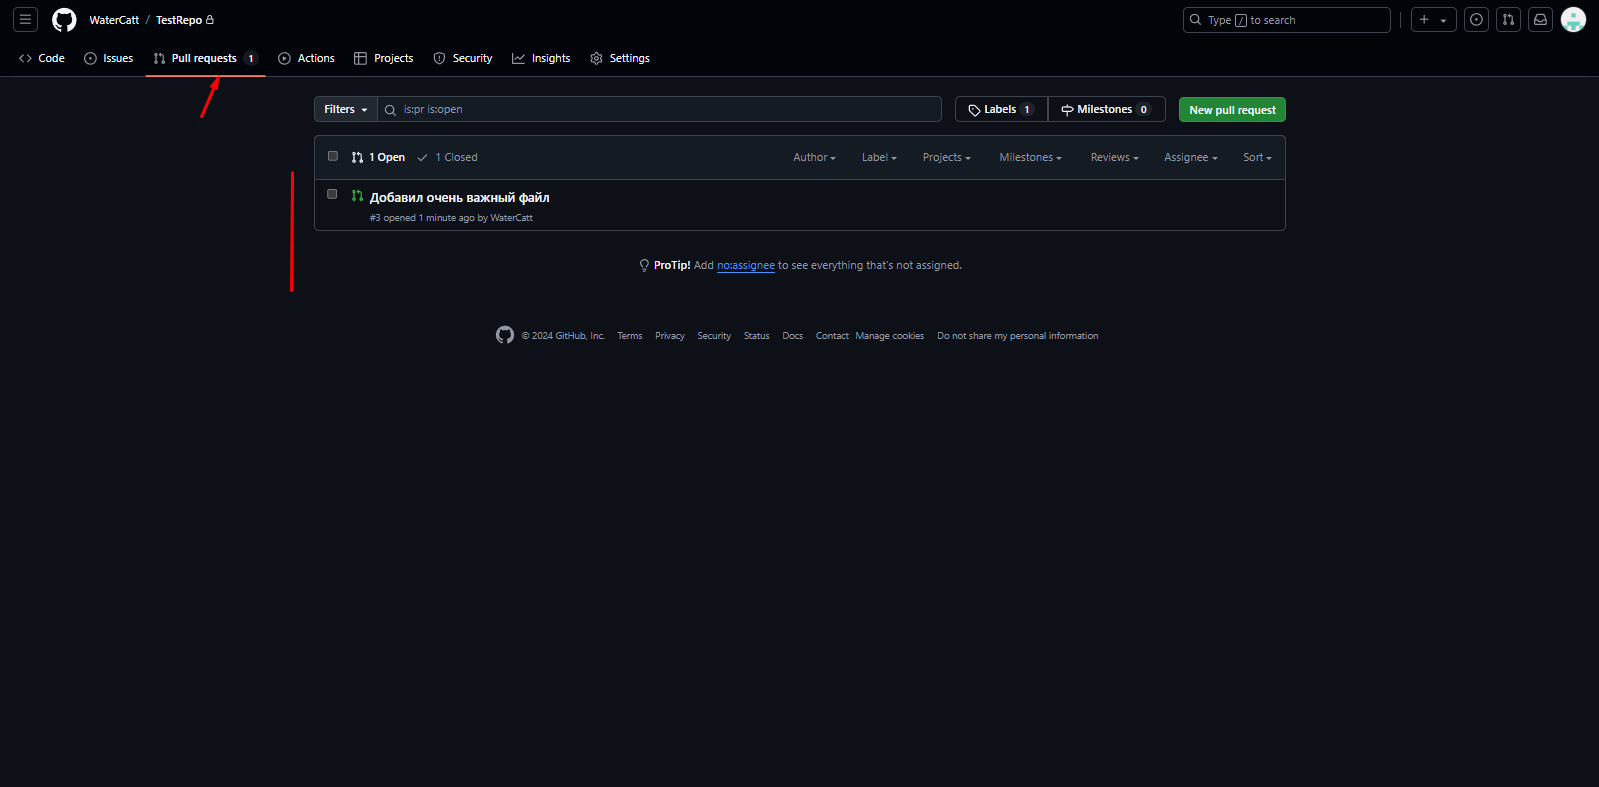 WaterCatt / TestRepo
Type / to search
Code Issues Pull requests 1 Actions Projects Security Insights Settings
Filters is:pr is:open Labels 1 Milestones 0 New pull request
1 Open 1 Closed Author Label Projects Milestones Reviews Assignee Sort
Добавил очень важный файл
#3 opened 1 minute ago by WaterCatt
ProTip! Add no:assignee to see everything that's not assigned.
© 2024 GitHub, Inc. Terms Privacy Security Status Docs Contact Manage cookies Do not share my personal information